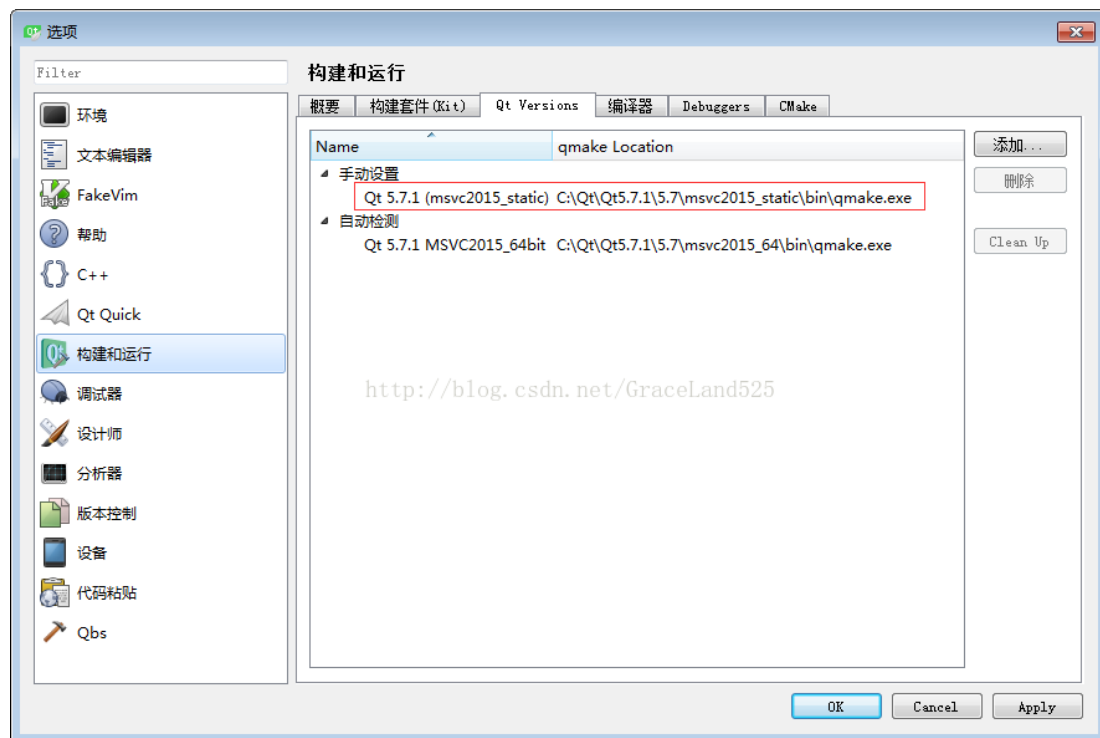 选项
Filter
环境
文本编辑器
FakeVim
帮助
C++
Qt Quick
构建和运行
调试器
设计师
分析器
版本控制
设备
代码粘贴
Qbs
构建和运行
概要 构建套件(Kit) Qt Versions 编译器 Debuggers CMake
Name qmake Location
手动设置
Qt 5.7.1 (msvc2015_static) C:\Qt\Qt5.7.1\5.7\msvc2015_static\bin\qmake.exe
自动检测
Qt 5.7.1 MSVC2015_64bit C:\Qt\Qt5.7.1\5.7\msvc2015_64\bin\qmake.exe
http://blog.csdn.net/GraceLand525
添加...
删除
Clean Up
OK Cancel Apply